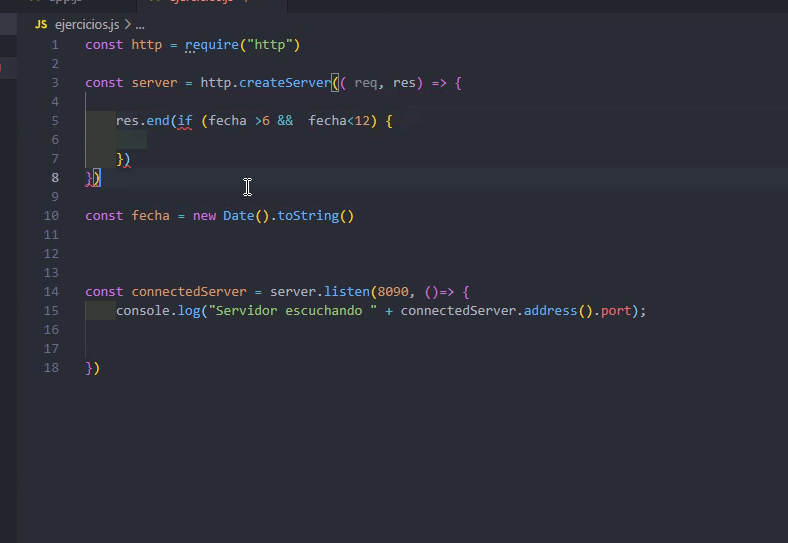 JS ejercicios.js > ...
1 const http = require("http")
2
3 const server = http.createServer(( req, res) => {
4
5 res.end(if (fecha >6 && fecha<12) {
6
7 })
8 })
9
10 const fecha = new Date().toString()
11
12
13
14 const connectedServer = server.listen(8090, ()=> {
15 console.log("Servidor escuchando " + connectedServer.address().port);
16
17
18 })